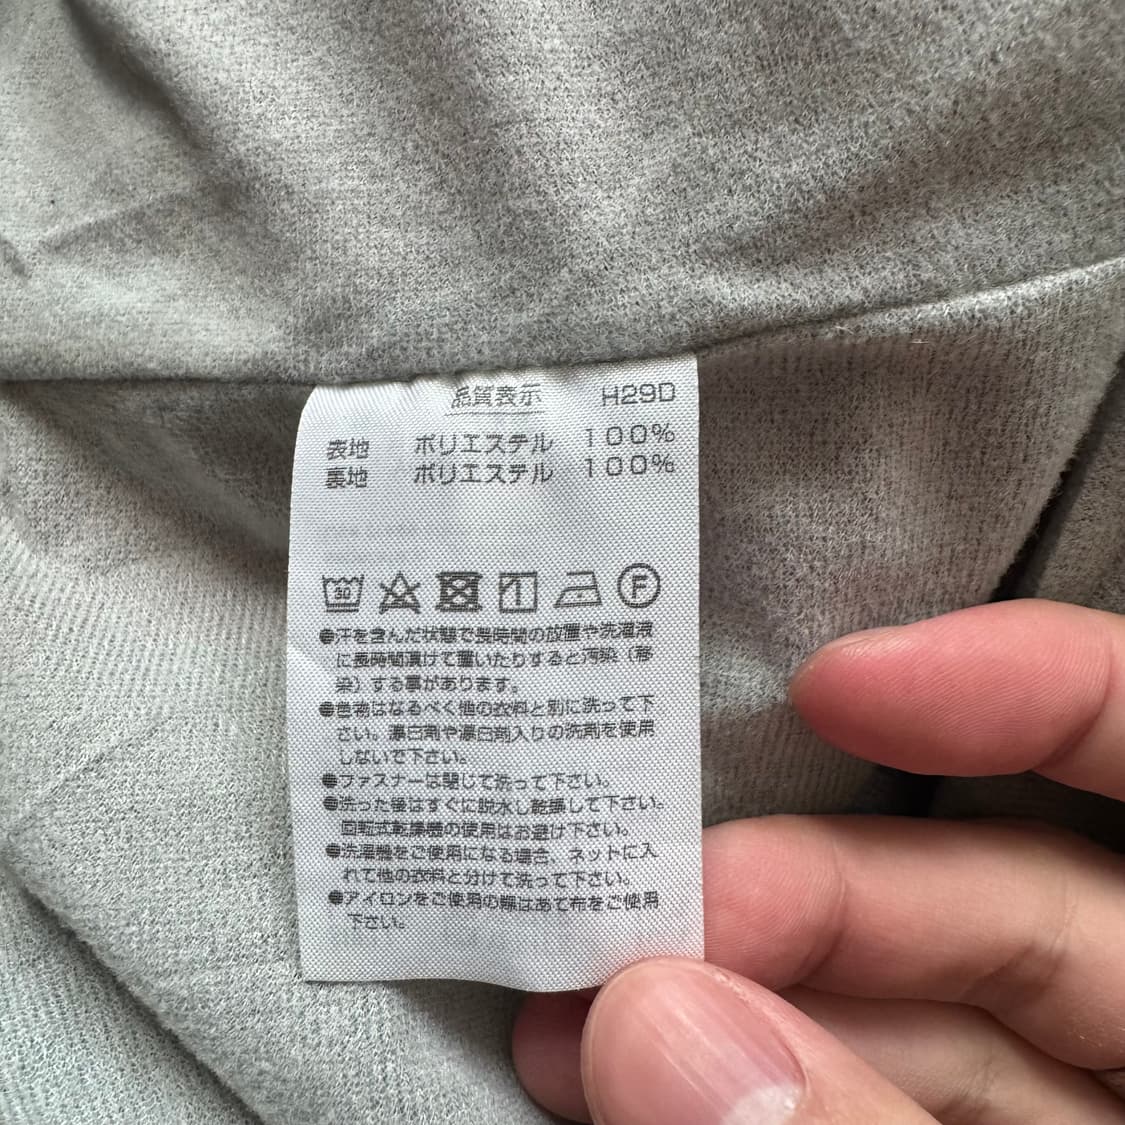 品質表示 H29D
表地 ポリエステル 100%
裏地 ポリエステル 100%
30 F
●汗を含んだ状態で長時間の放置や洗濯液
に長時間漬けて置いたりすると汚染(移
染)する事があります。
●色物はなるべく他の衣料と別に洗って下
さい。漂白剤や漂白剤入りの洗剤を使用
しないで下さい。
●ファスナーは閉じて洗って下さい。
●洗った後はすぐに脱水し乾燥して下さい。
回転式乾燥機の使用はお避け下さい。
●洗濯機をご使用になる場合、ネットに入
れて他の衣料と分けて洗って下さい。
●アイロンをご使用の際はあて布をご使用
下さい。